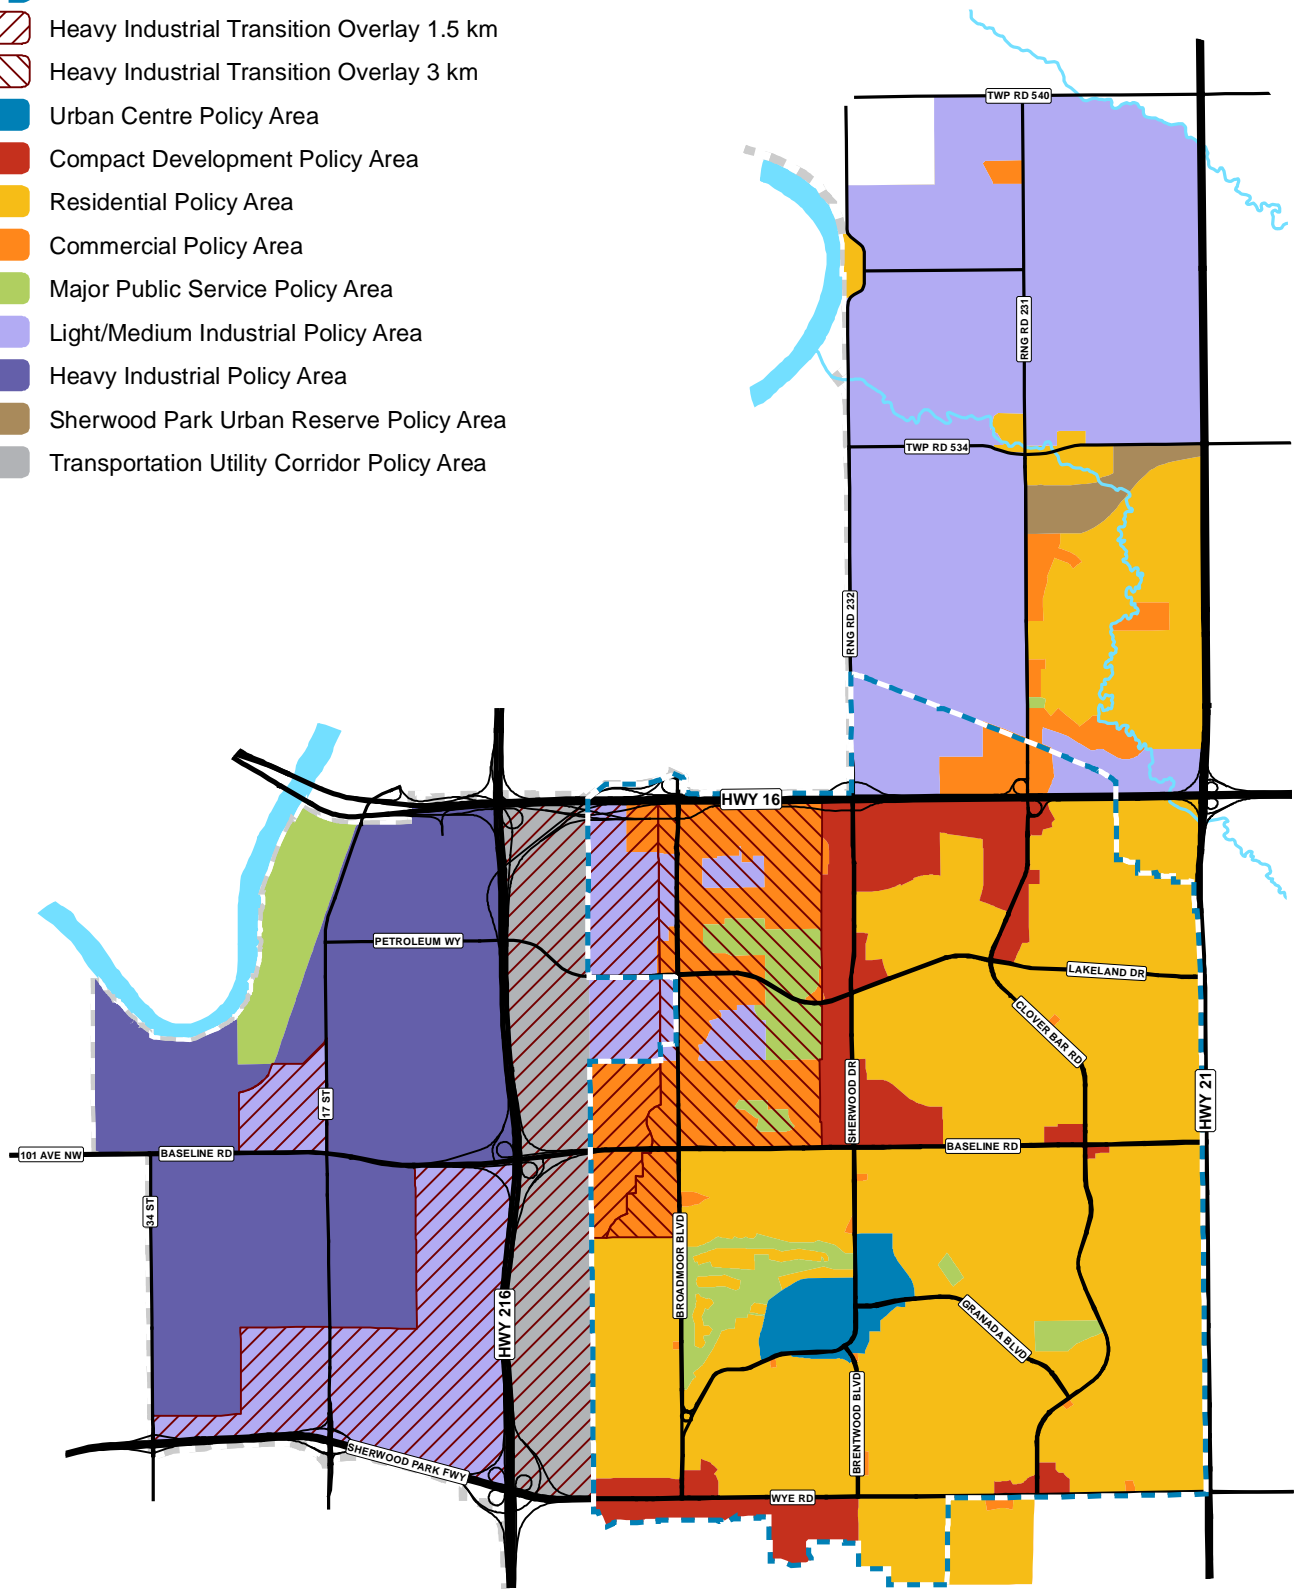 Heavy Industrial Transition Overlay 1.5 km
Heavy Industrial Transition Overlay 3 km
Urban Centre Policy Area
Compact Development Policy Area
Residential Policy Area
Commercial Policy Area
Major Public Service Policy Area
Light/Medium Industrial Policy Area
Heavy Industrial Policy Area
Sherwood Park Urban Reserve Policy Area
Transportation Utility Corridor Policy Area
TWP RD 540
RNG RD 231
TWP RD 534
RNG RD 232
HWY 16
PETROLEUM WY
LAKELAND DR
CLOVER BAR RD
17 ST
SHERWOOD DR
HWY 21
101 AVE NW
BASELINE RD
BASELINE RD
34 ST
BROADMOOR BLVD
HWY 216
GRANADA BLVD
BRENTWOOD BLVD
SHERWOOD PARK FWY
WYE RD